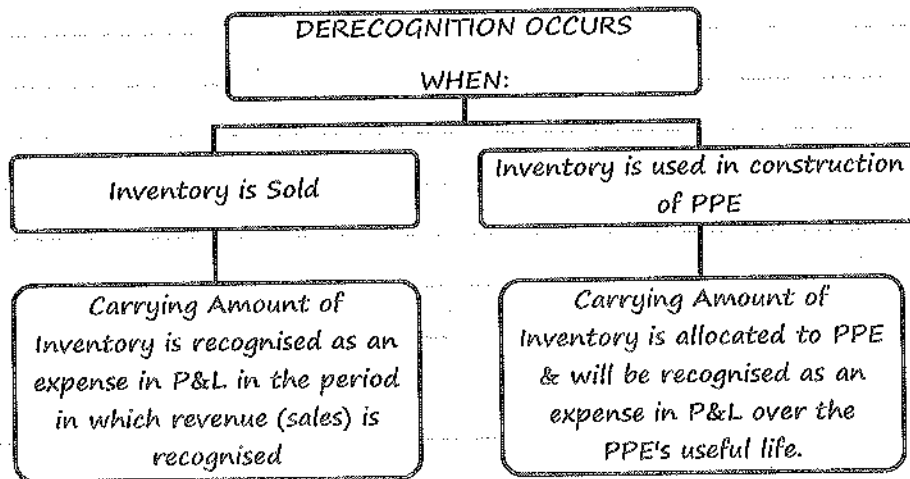 DERECOGNITION OCCURS
WHEN:
Inventory is Sold
Inventory is used in construction
of PPE
Carrying Amount of
Inventory is recognised as an
expense in P&L in the period
in which revenue (sales) is
recognised
Carrying Amount of
Inventory is allocated to PPE
& will be recognised as an
expense in P&L over the
PPE's useful life.